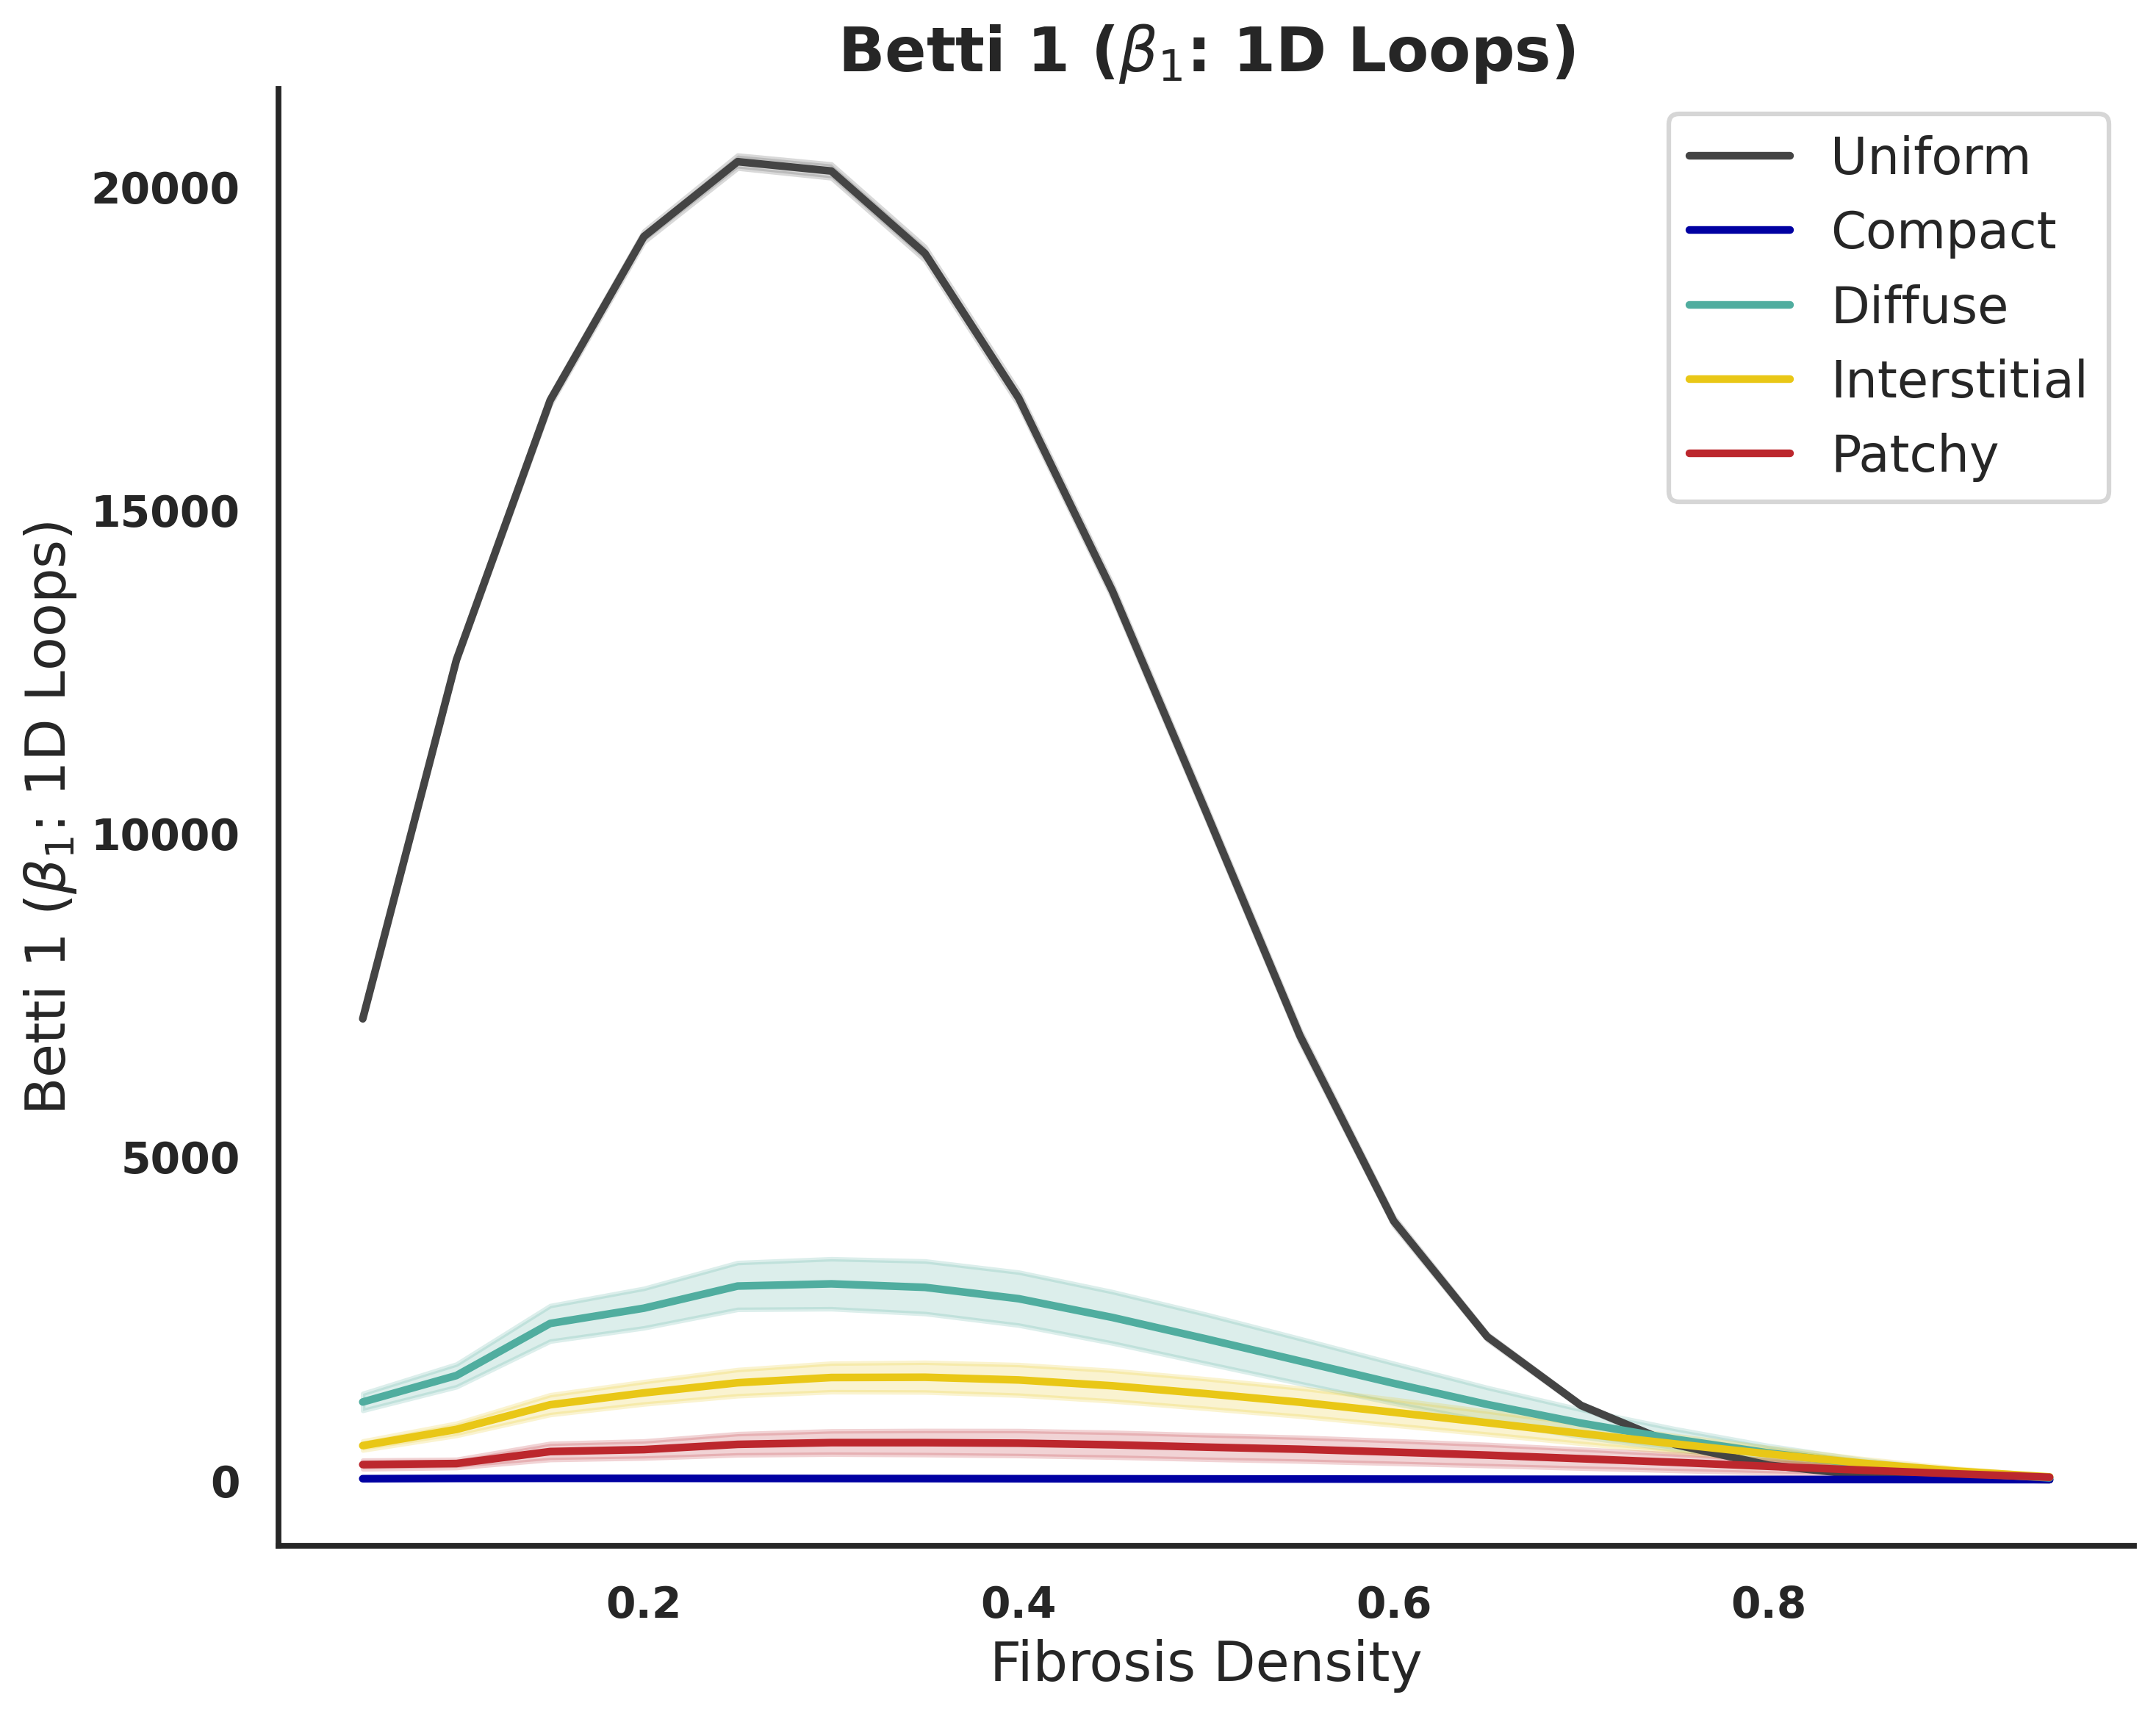 Betti 1 (β₁: 1D Loops)
Uniform
Compact
Diffuse
Interstitial
Patchy
Betti 1 (β₁: 1D Loops)
20000
15000
10000
5000
0
0.2 0.4 0.6 0.8
Fibrosis Density